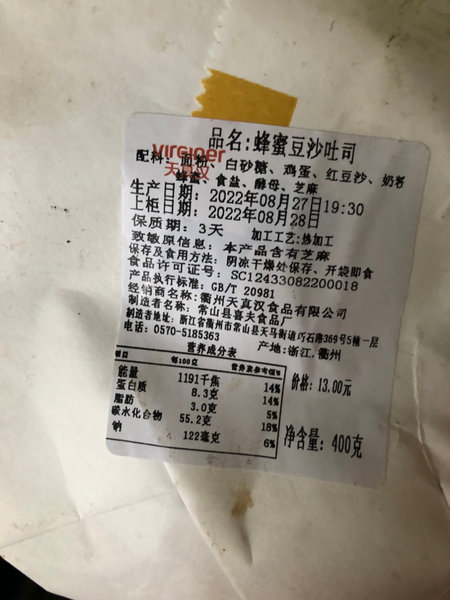 品名:蜂蜜豆沙吐司
VIRGINer
天真汉
配料: 面粉、白砂糖、鸡蛋、红豆沙、奶粉
蜂蜜、食盐、酵母、芝麻
生产日期: 2022年08月27日19:30
上柜日期: 2022年08月28日
保质期: 3天 加工工艺:热加工
致敏原信息: 本产品含有芝麻
保存及食用方法: 阴凉干燥处保存、开袋即食
食品许可证号: SC12433082200018
产品执行标准: GB/T 20981
经销商名称:衢州天真汉食品有限公司
制造者名称: 常山县喜夫食品厂
制造者地址: 浙江省衢州市常山县天马街道巧石路369号5幢一层
电话: 0570-5185363 产地:浙江.衢州
营养成分表
项目 每100克 营养素参考值%
能量 1191千焦 14%
蛋白质 8.3克 14%
脂肪 3.0克 5%
碳水化合物 55.2克 18%
钠 122毫克 6%
价格: 13.00元
净含量: 400克